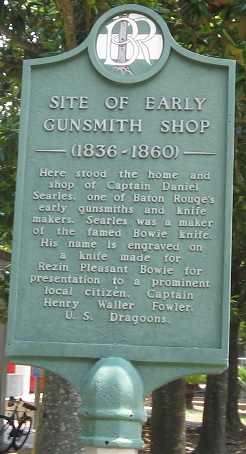 BR
SITE OF EARLY
GUNSMITH SHOP
(1836-1860)
Here stood the home and
shop of Captain Daniel
Searles, one of Baton Rouge's
early gunsmiths and knife
makers. Searles was a maker
of the famed Bowie knife.
His name is engraved on
a knife made for
Rezin Pleasant Bowie for
presentation to a prominent
local citizen, Captain
Henry Waller Fowler,
U. S. Dragoons.